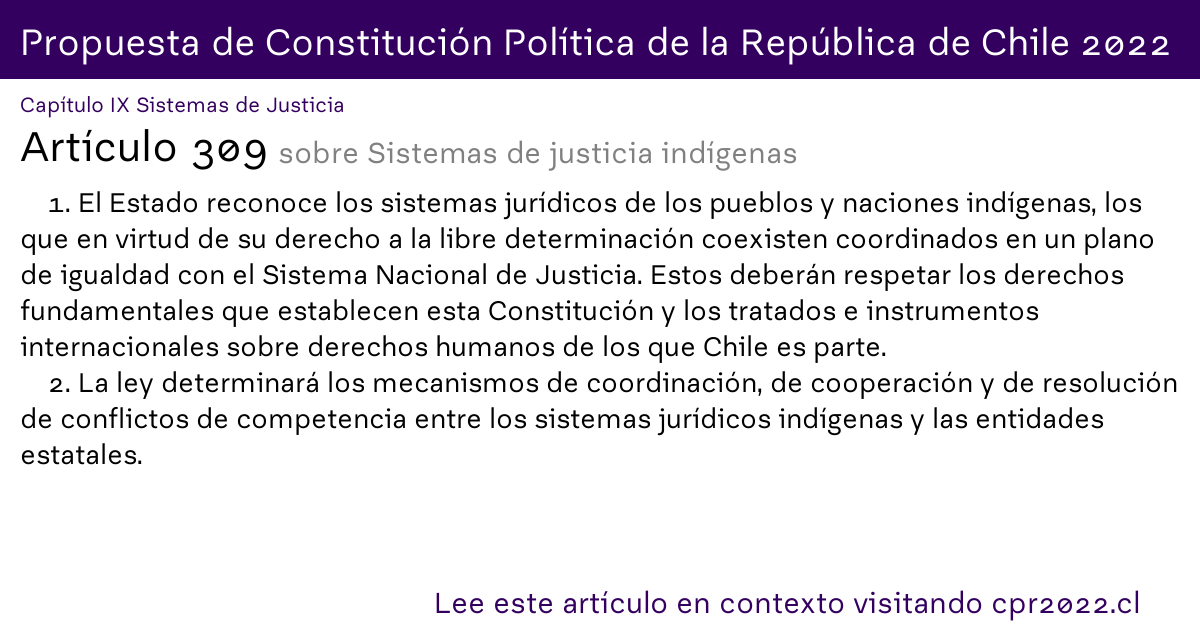 Propuesta de Constitución Política de la República de Chile 2022
Capítulo IX Sistemas de Justicia
Artículo 309 sobre Sistemas de justicia indígenas
1. El Estado reconoce los sistemas jurídicos de los pueblos y naciones indígenas, los
que en virtud de su derecho a la libre determinación coexisten coordinados en un plano
de igualdad con el Sistema Nacional de Justicia. Estos deberán respetar los derechos
fundamentales que establecen esta Constitución y los tratados e instrumentos
internacionales sobre derechos humanos de los que Chile es parte.
2. La ley determinará los mecanismos de coordinación, de cooperación y de resolución
de conflictos de competencia entre los sistemas jurídicos indígenas y las entidades
estatales.
Lee este artículo en contexto visitando cpr2022.cl